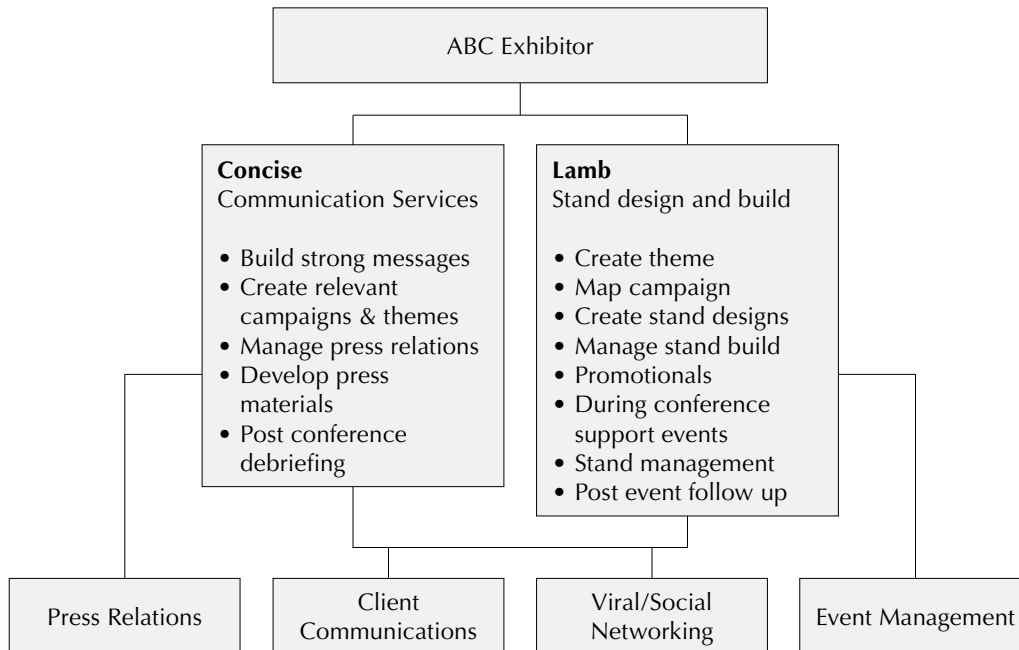 ABC Exhibitor
Concise
Communication Services
• Build strong messages
• Create relevant
campaigns & themes
• Manage press relations
• Develop press
materials
• Post conference
debriefing
Lamb
Stand design and build
• Create theme
• Map campaign
• Create stand designs
• Manage stand build
• Promotionals
• During conference
support events
• Stand management
• Post event follow up
Press Relations
Client
Communications
Viral/Social
Networking
Event Management